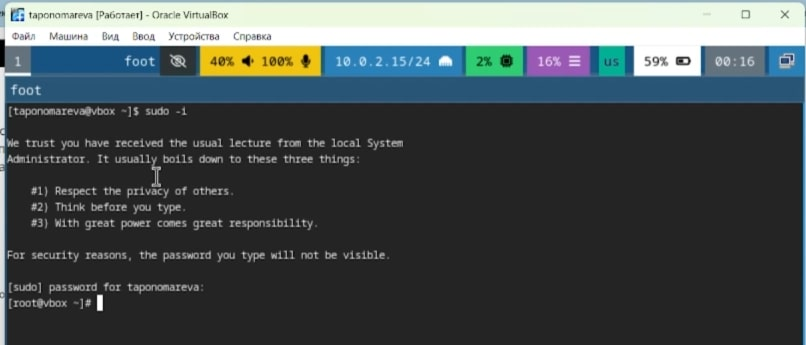 taponomareva [Работает] - Oracle VirtualBox
Файл Машина Вид Ввод Устройства Справка
1 foot 40% 100% 10.0.2.15/24 2% 16% us 59% 00:16
foot
[taponomareva@vbox ~]$ sudo -i
We trust you have received the usual lecture from the local System
Administrator. It usually boils down to these three things:
#1) Respect the privacy of others.
#2) Think before you type.
#3) With great power comes great responsibility.
For security reasons, the password you type will not be visible.
[sudo] password for taponomareva:
[root@vbox ~]#